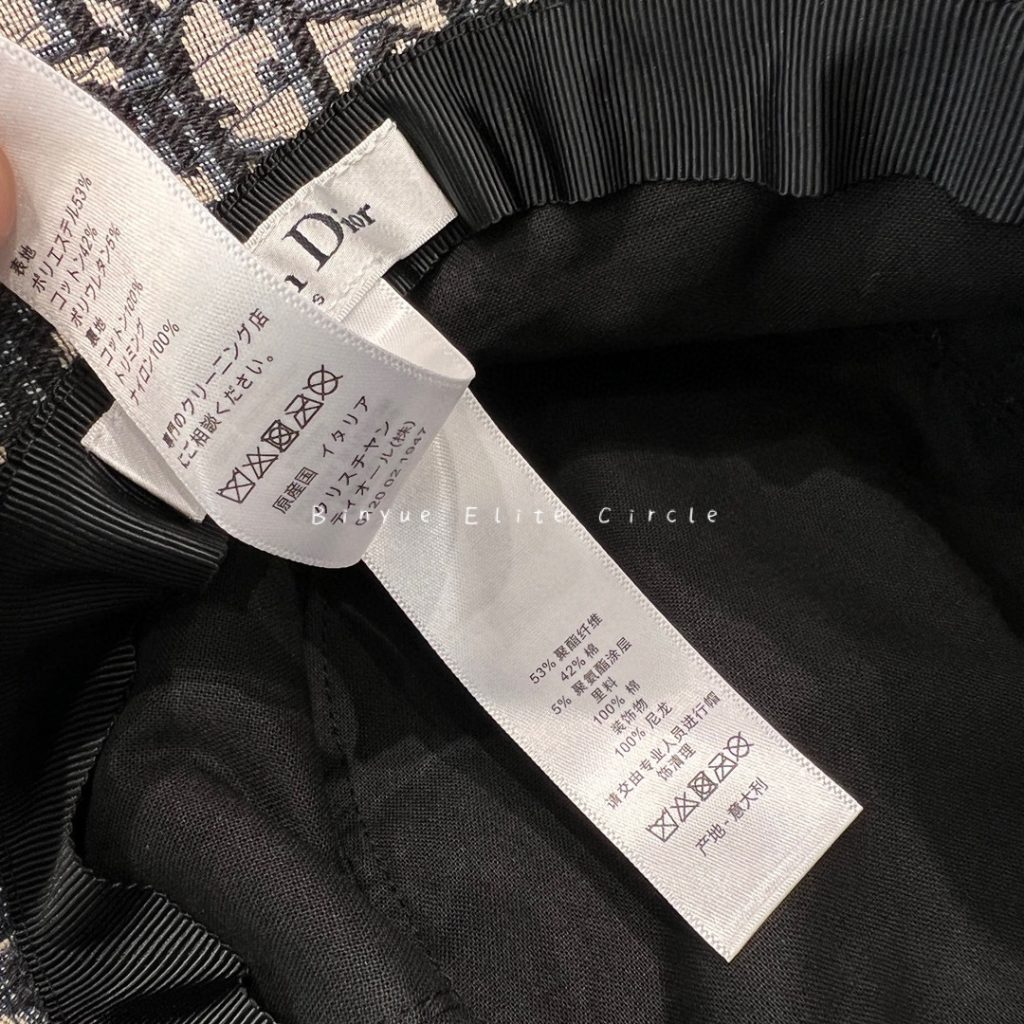 表地
ポリエステル53%
コットン42%
ポリウレタン5%
裏地
コットン100%
トリミング
ナイロン100%
専門のクリーニング店
にご相談ください。
原産国 イタリア
クリスチャン
ディオール(株)
0120.02.1947
Dior
Binyue Elite Circle
53% 聚酯纤维
42% 棉
5% 聚氨酯涂层
里料
100% 棉
装饰物
100% 尼龙
请交由专业人员进行帽
饰清理
产地 - 意大利